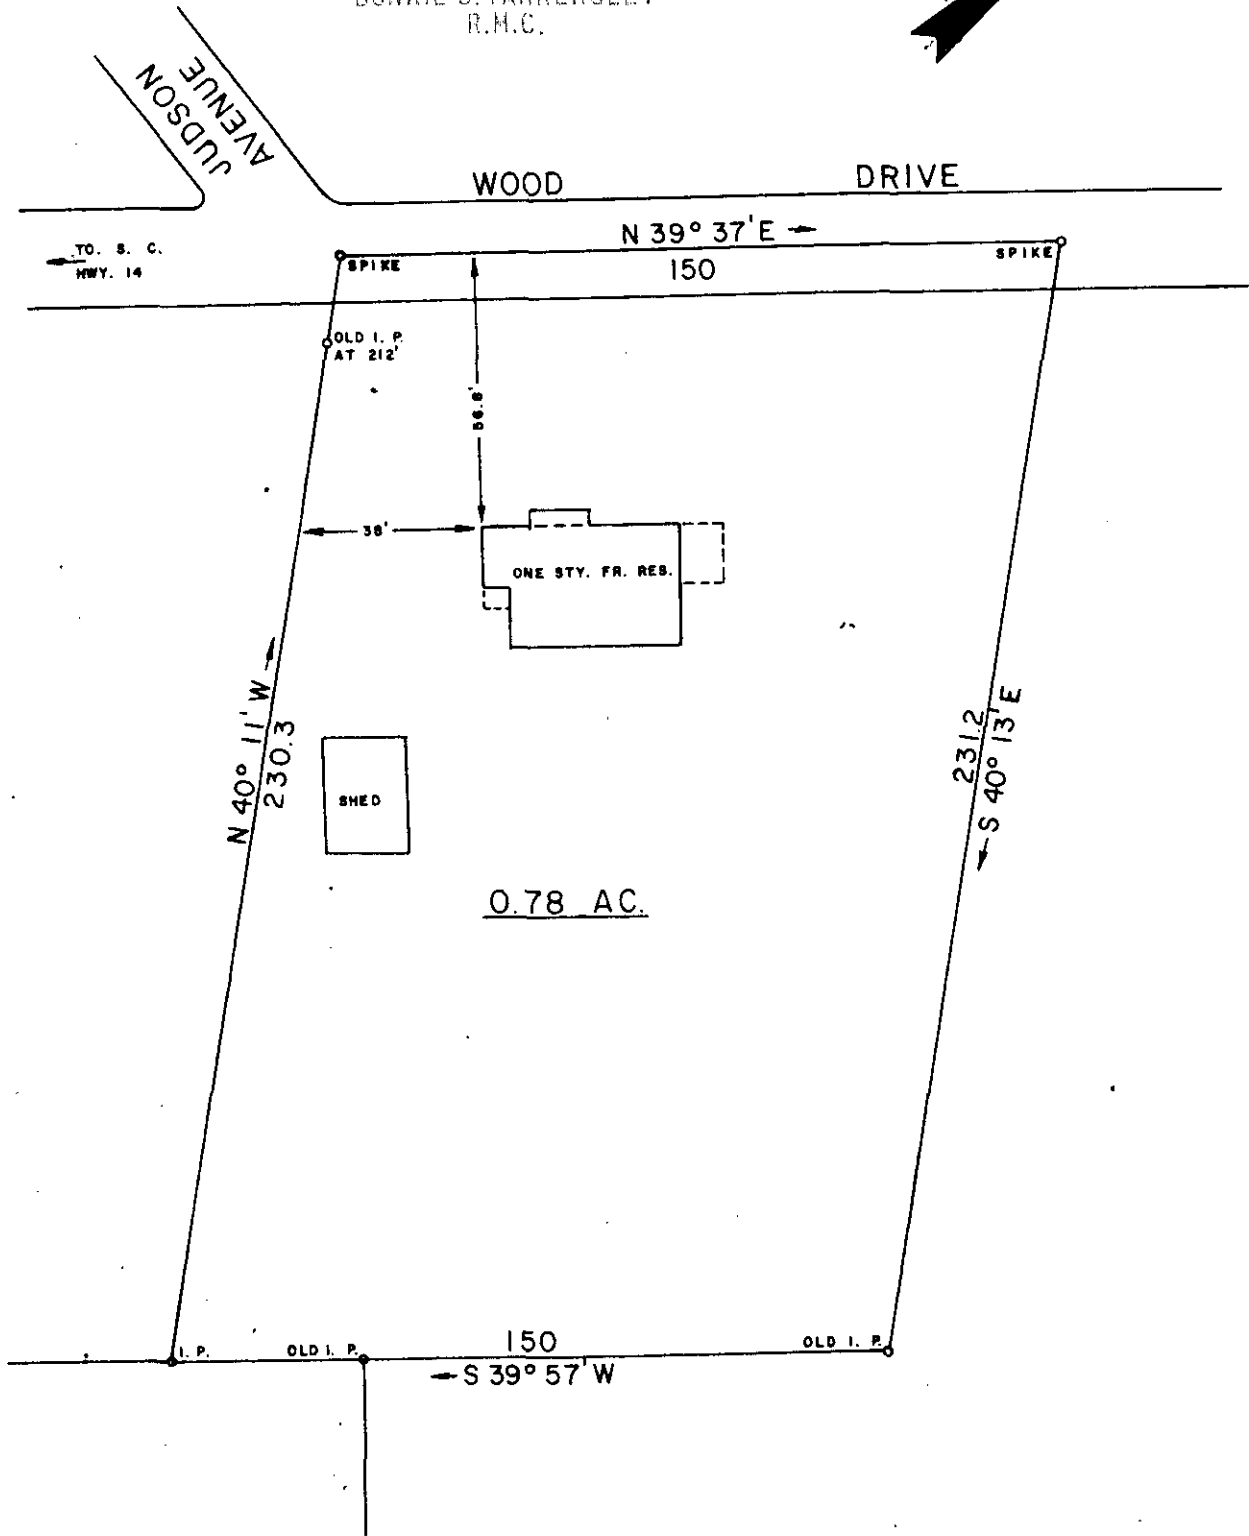 R.M.C.
JUDSON
AVENUE
WOOD DRIVE
N 39° 37' E
150
TO. S. C.
HWY. 14
SPIKE
SPIKE
OLD I. P.
AT 212'
56.8'
38'
ONE STY. FR. RES.
N 40° 11' W
230.3
231.2
S 40° 13' E
SHED
0.78 AC.
I. P.
OLD I. P.
150
OLD I. P.
S 39° 57' W